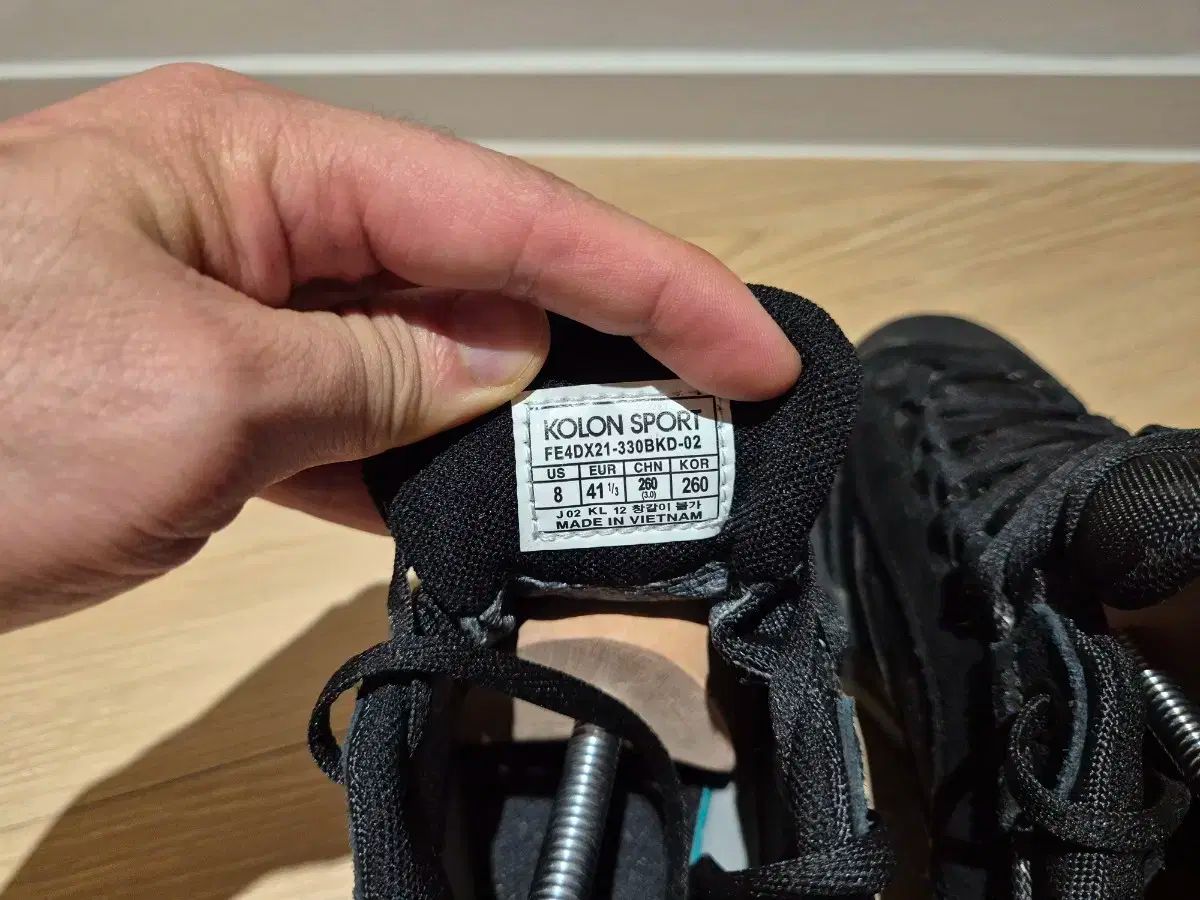 KOLON SPORT
FE4DX21-330BKD-02
US EUR CHN KOR
8 41 1/3 260 (3.0) 260
J 02 KL 12 창갈이 불가
MADE IN VIETNAM